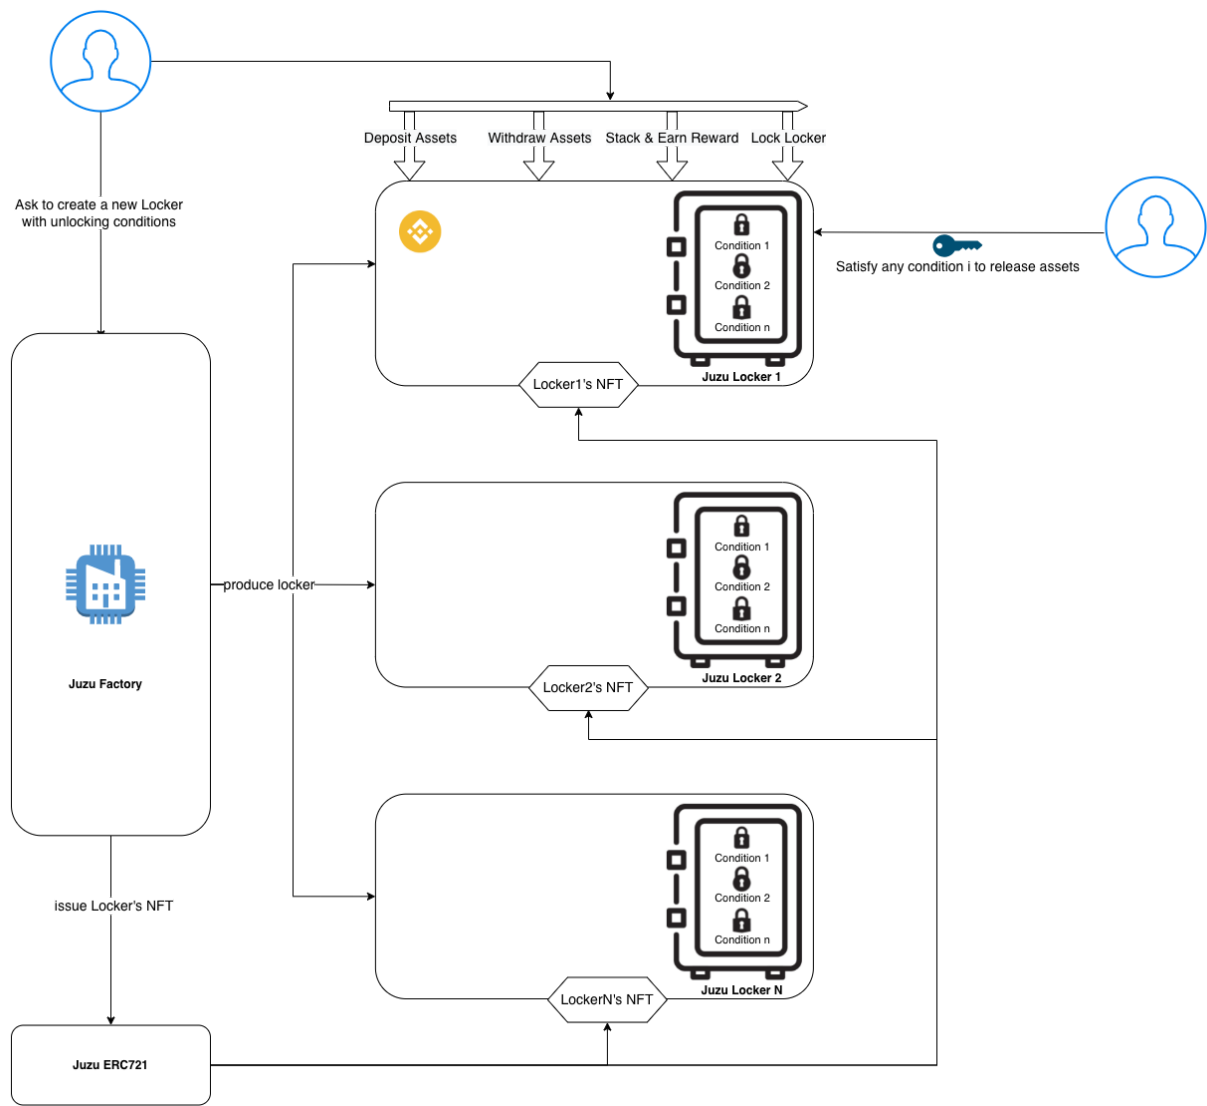 Deposit Assets
Withdraw Assets
Stack & Earn Reward
Lock Locker
Ask to create a new Locker
with unlocking conditions
Condition 1
Condition 2
Condition n
Juzu Locker 1
Satisfy any condition i to release assets
Locker1's NFT
Condition 1
Condition 2
Condition n
Juzu Locker 2
produce locker
Locker2's NFT
Juzu Factory
Condition 1
Condition 2
Condition n
Juzu Locker N
issue Locker's NFT
LockerN's NFT
Juzu ERC721